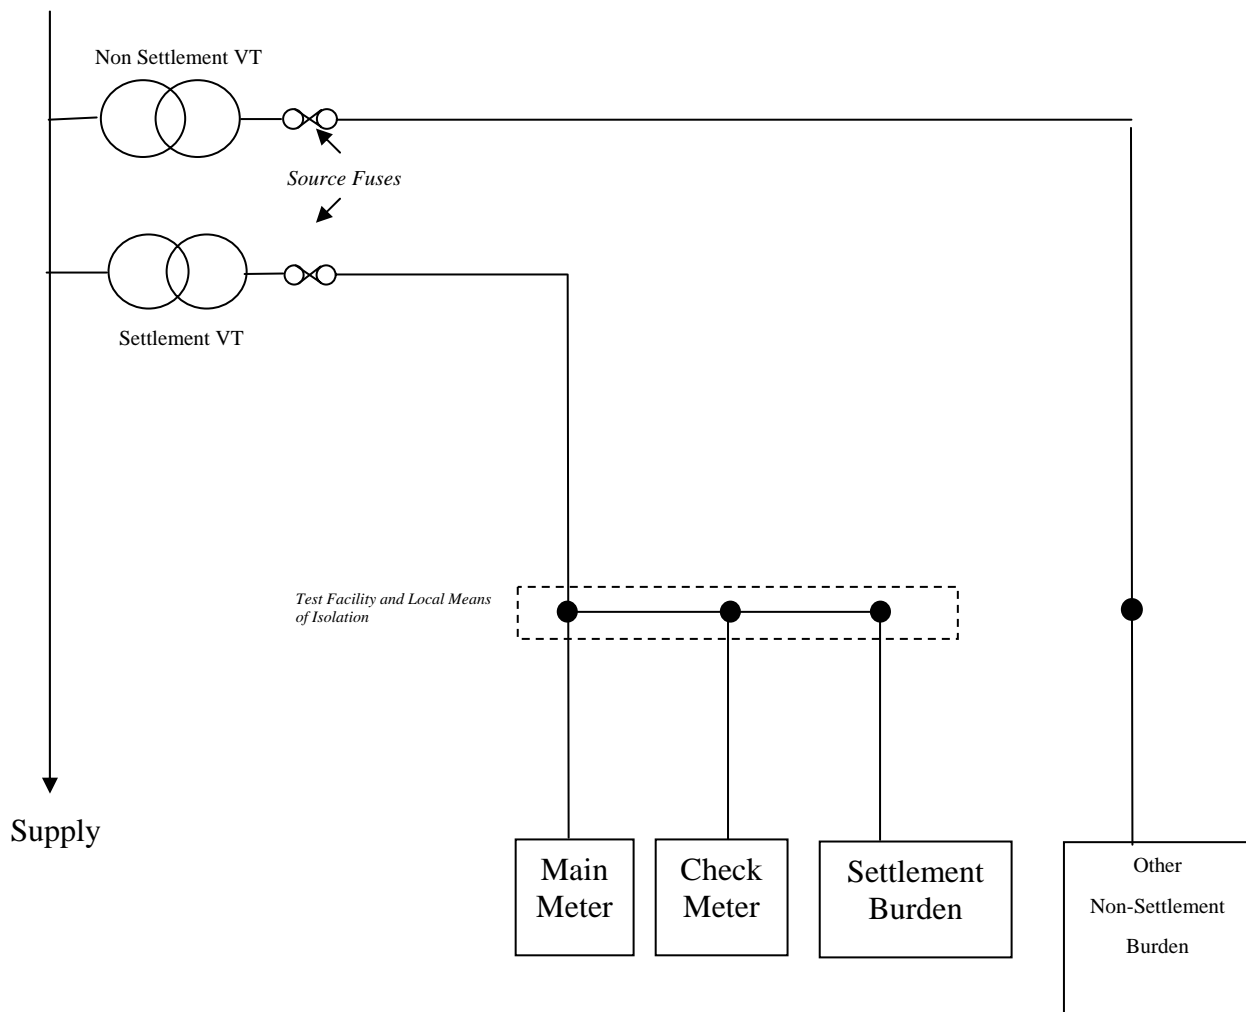 Non Settlement VT
Source Fuses
Settlement VT
Test Facility and Local Means
of Isolation
Supply
Main
Meter
Check
Meter
Settlement
Burden
Other
Non-Settlement
Burden